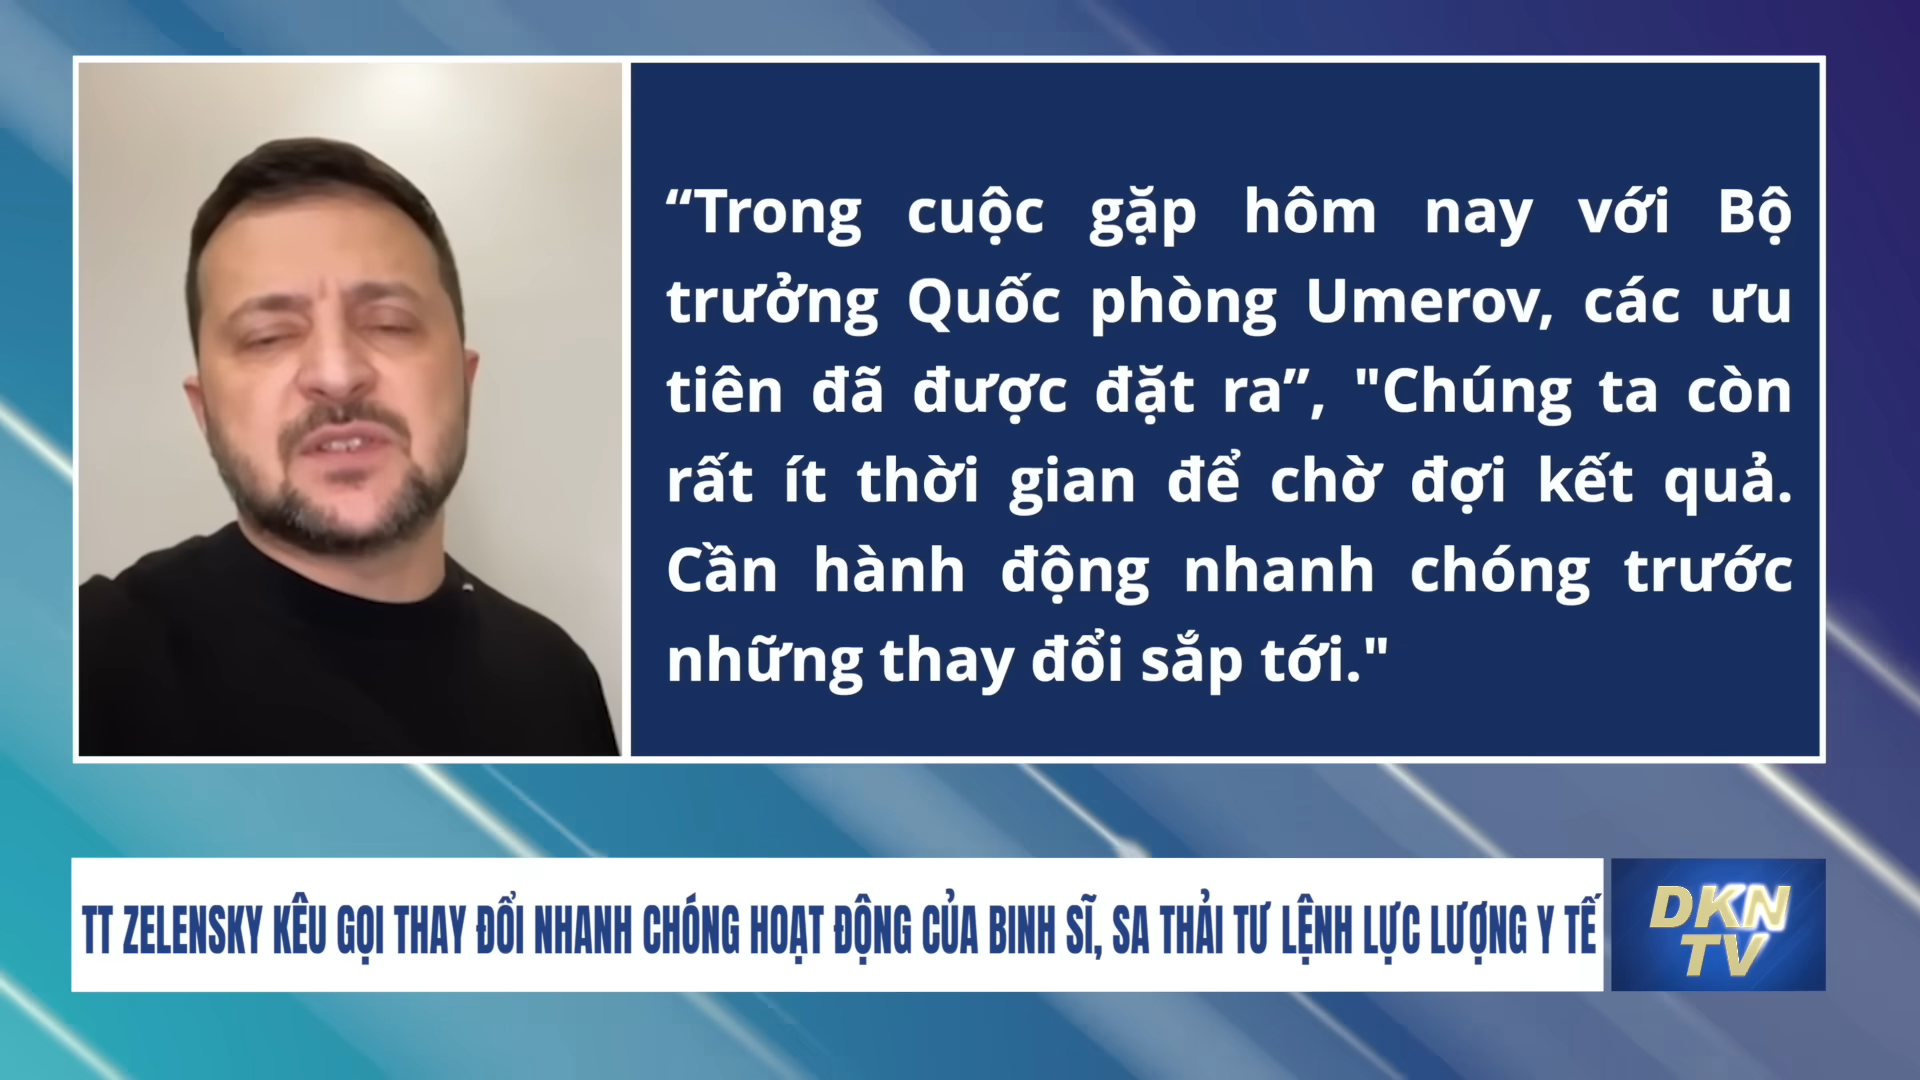 “Trong cuộc gặp hôm nay với Bộ
trưởng Quốc phòng Umerov, các ưu
tiên đã được đặt ra”, "Chúng ta còn
rất ít thời gian để chờ đợi kết quả.
Cần hành động nhanh chóng trước
những thay đổi sắp tới."
TT ZELENSKY KÊU GỌI THAY ĐỔI NHANH CHÓNG HOẠT ĐỘNG CỦA BINH SĨ, SA THẢI TƯ LỆNH LỰC LƯỢNG Y TẾ
DKN
TV